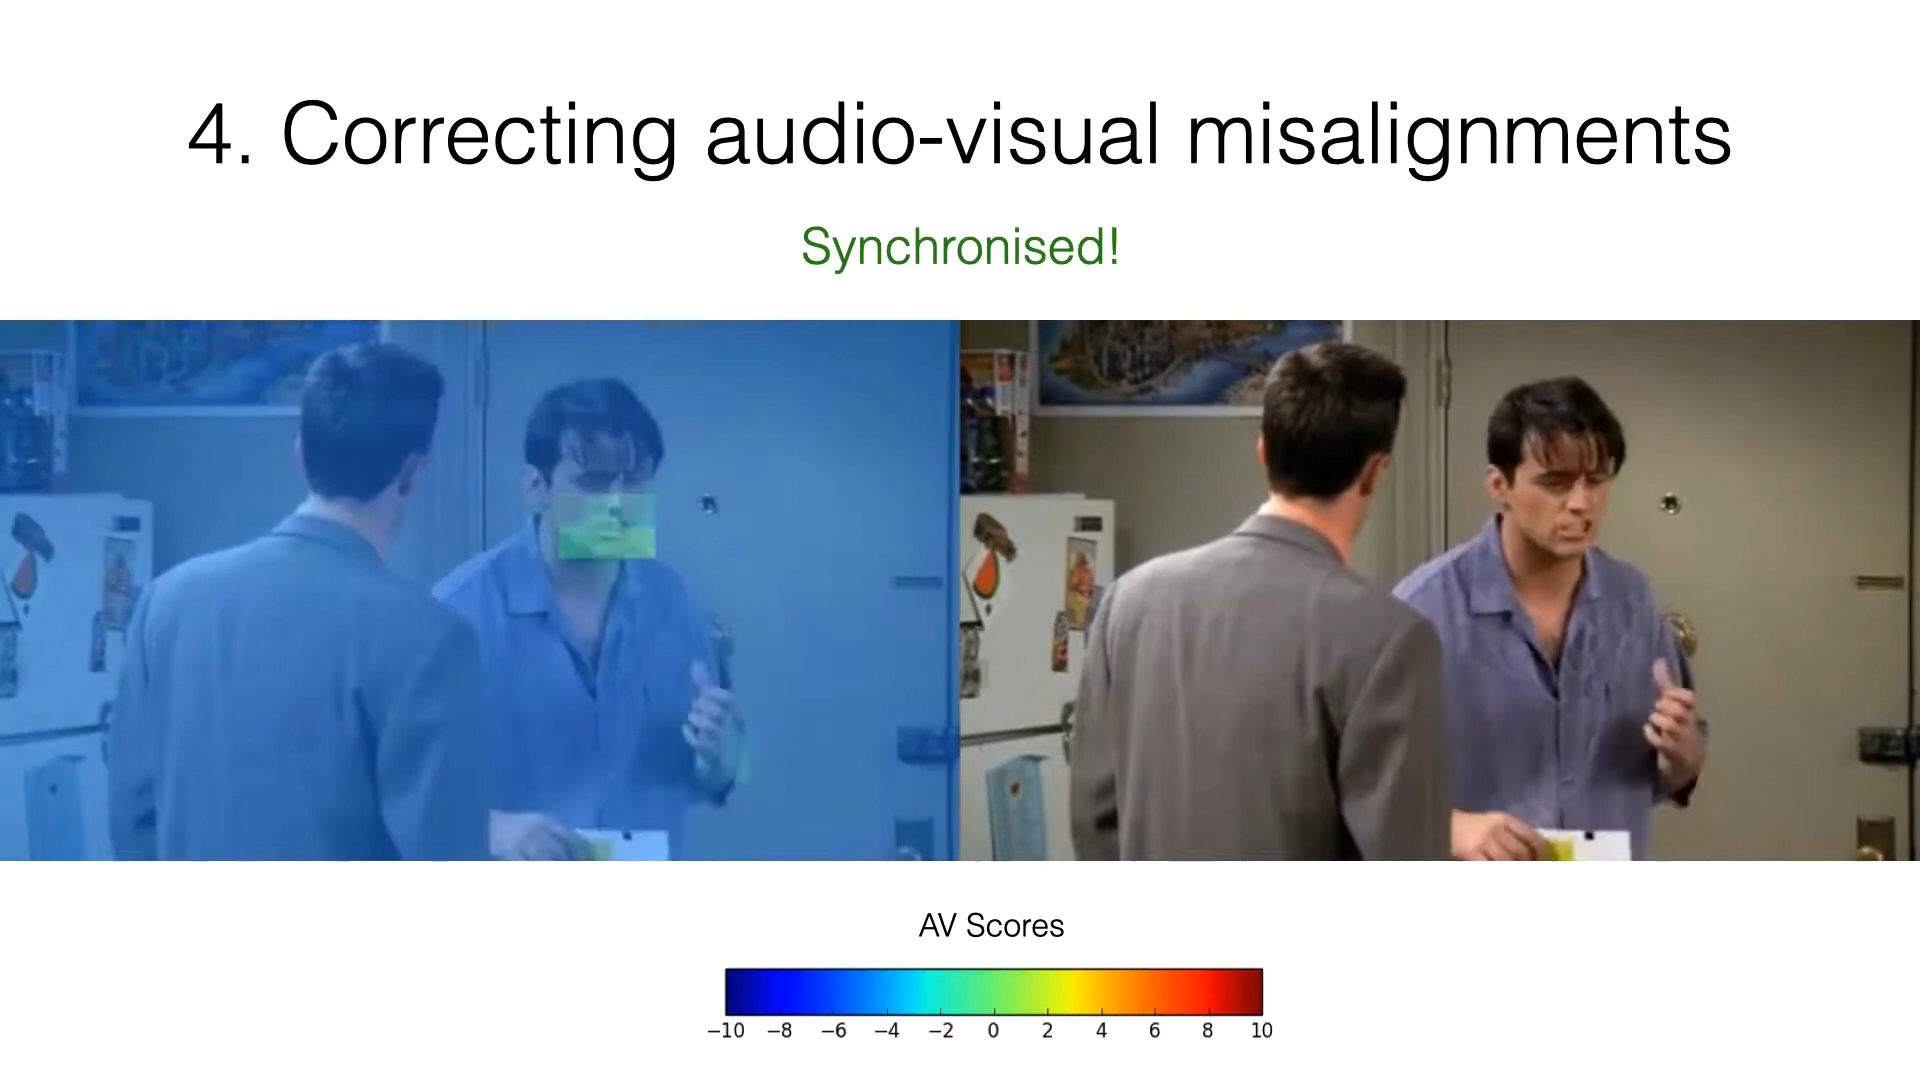 4. Correcting audio-visual misalignments
Synchronised!
AV Scores
−10 −8 −6 −4 −2 0 2 4 6 8 10